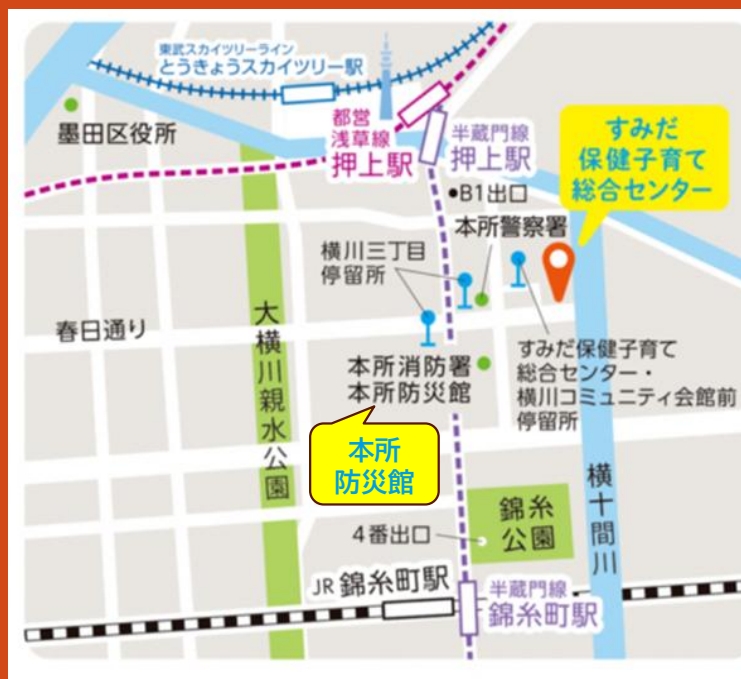 東武スカイツリーライン
とうきょうスカイツリー駅
墨田区役所
都営
浅草線
押上駅
半蔵門線
押上駅
すみだ
保健子育て
総合センター
●B1出口
本所警察署
横川三丁目
停留所
春日通り
大横川親水公園
すみだ保健子育て
総合センター・
横川コミュニティ会館前
停留所
本所消防署
本所防災館
本所
防災館
横十間川
錦糸
公園
4番出口
JR 錦糸町駅
半蔵門線
錦糸町駅